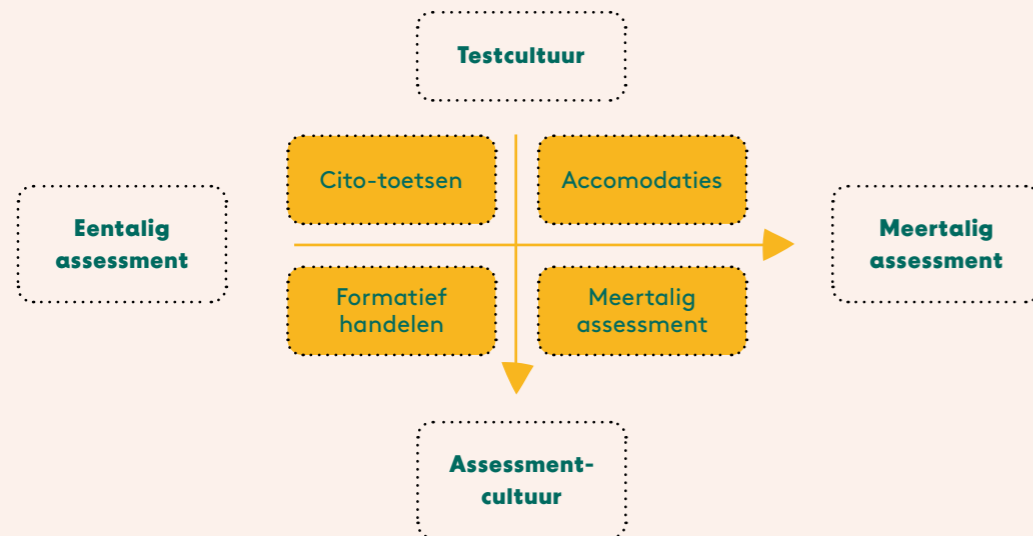 Testcultuur
Cito-toetsen
Accomodaties
Eentalig
assessment
Meertalig
assessment
Formatief
handelen
Meertalig
assessment
Assessment-
cultuur